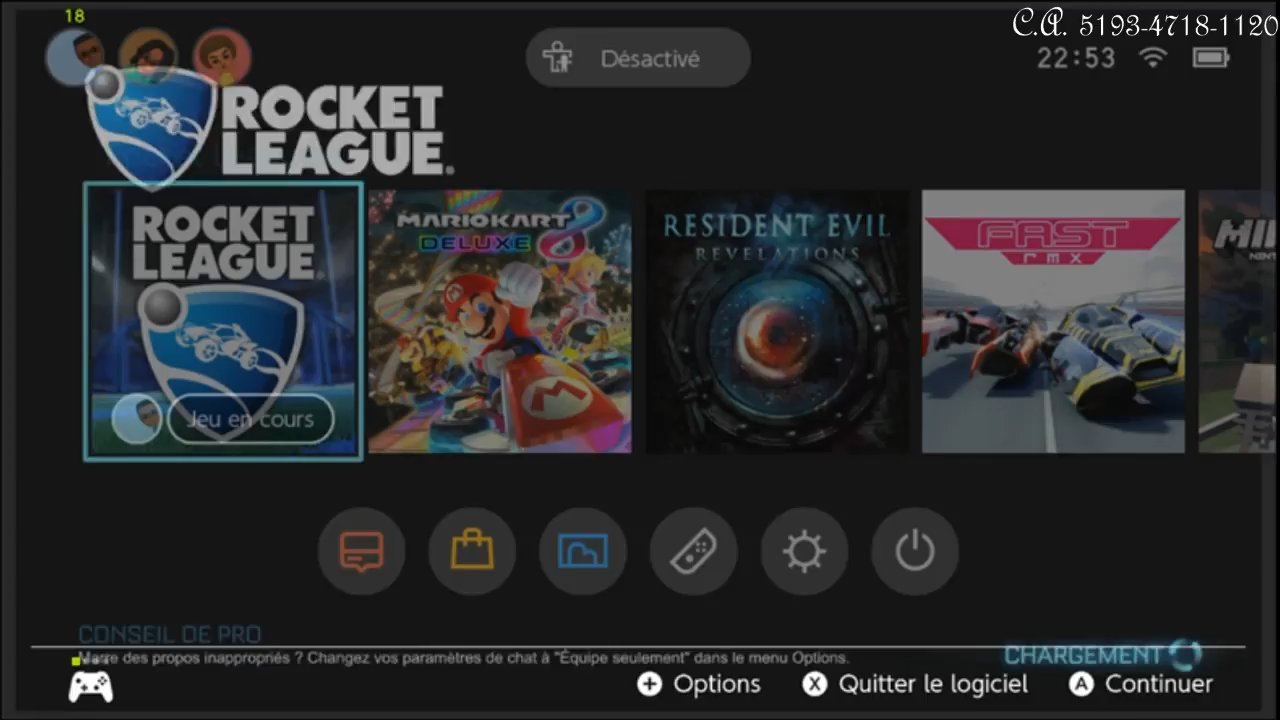 18
C.A. 5193-4718-1120
Désactivé
22:53
ROCKET
LEAGUE.
ROCKET
LEAGUE.
Jeu en cours
MARIOKART 8
DELUXE
RESIDENT EVIL
REVELATIONS
FAST
rmx
CONSEIL DE PRO
Marre des propos inappropriés ? Changez vos paramètres de chat à "Équipe seulement" dans le menu Options.
CHARGEMENT
+ Options
X Quitter le logiciel
A Continuer